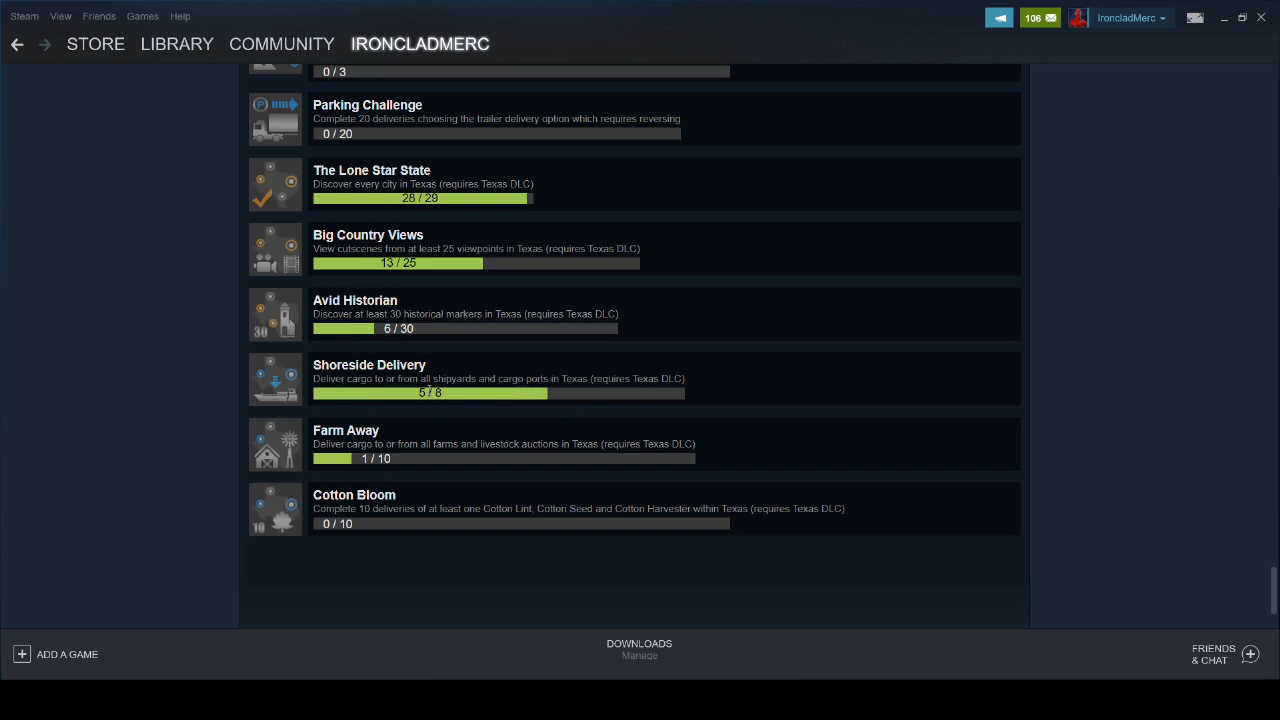 Steam View Friends Games Help
106 IroncladMerc
STORE LIBRARY COMMUNITY IRONCLADMERC
0 / 3
P
Parking Challenge
Complete 20 deliveries choosing the trailer delivery option which requires reversing
0 / 20
The Lone Star State
Discover every city in Texas (requires Texas DLC)
28 / 29
Big Country Views
View cutscenes from at least 25 viewpoints in Texas (requires Texas DLC)
13 / 25
Avid Historian
Discover at least 30 historical markers in Texas (requires Texas DLC)
30
6 / 30
Shoreside Delivery
Deliver cargo to or from all shipyards and cargo ports in Texas (requires Texas DLC)
5 / 8
Farm Away
Deliver cargo to or from all farms and livestock auctions in Texas (requires Texas DLC)
1 / 10
Cotton Bloom
Complete 10 deliveries of at least one Cotton Lint, Cotton Seed and Cotton Harvester within Texas (requires Texas DLC)
10
0 / 10
ADD A GAME
DOWNLOADS
Manage
FRIENDS
& CHAT